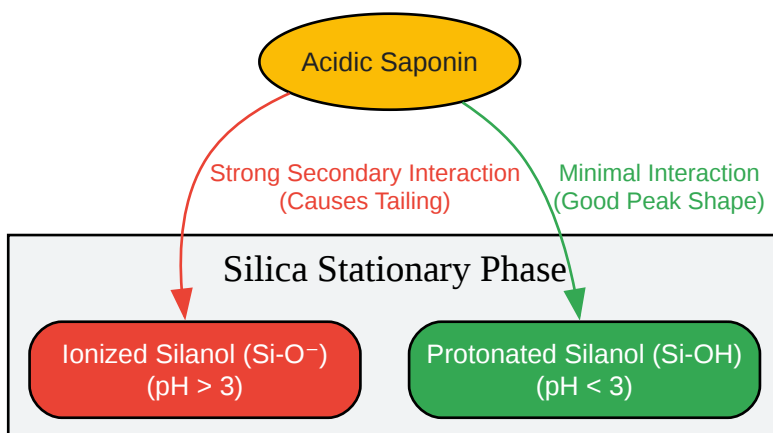 Acidic Saponin
Strong Secondary Interaction
(Causes Tailing)
Minimal Interaction
(Good Peak Shape)
Silica Stationary Phase
Ionized Silanol (Si-O⁻)
(pH > 3)
Protonated Silanol (Si-OH)
(pH < 3)